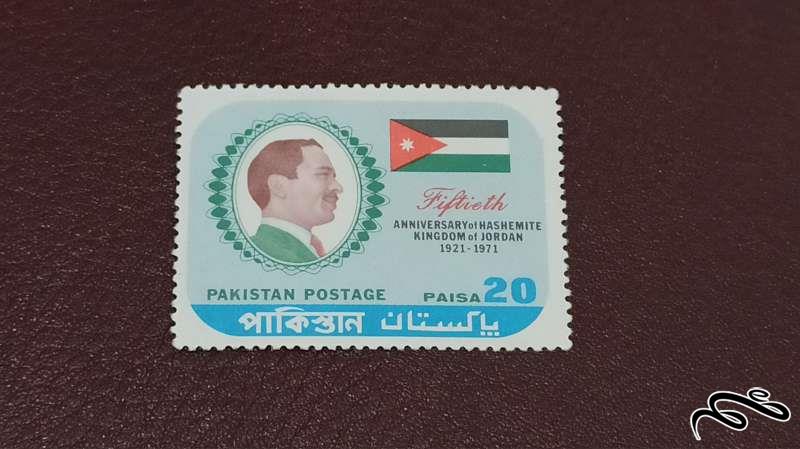 Fiftieth
ANNIVERSARY of HASHEMITE
KINGDOM of JORDAN
1921-1971
PAKISTAN POSTAGE PAISA 20
পাকিস্তান پاکستان